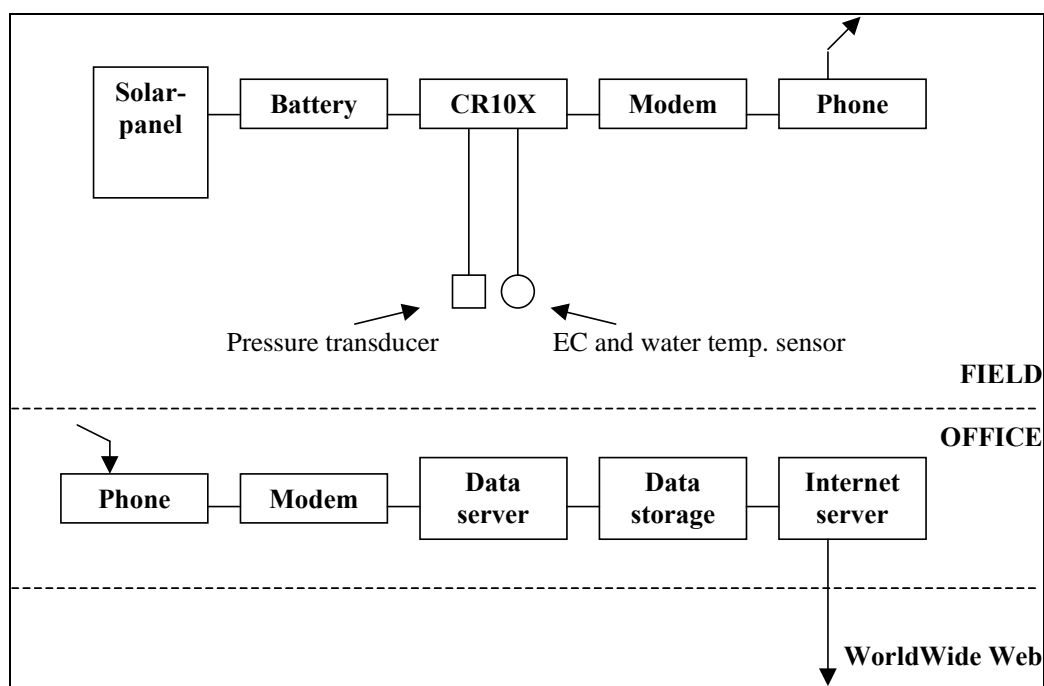 Solar-
panel
Battery
CR10X
Modem
Phone
Pressure transducer
EC and water temp. sensor
FIELD
OFFICE
Phone
Modem
Data
server
Data
storage
Internet
server
WorldWide Web